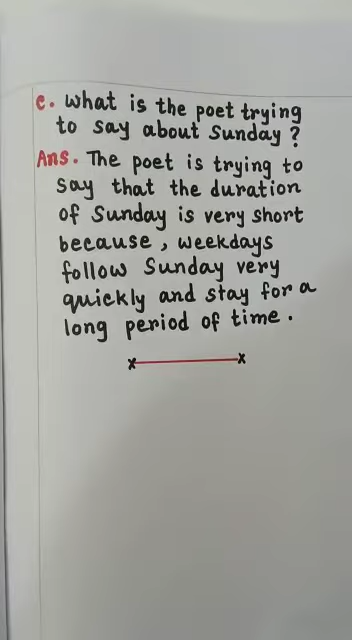 c. What is the poet trying
to say about Sunday?
Ans. The poet is trying to
say that the duration
of Sunday is very short
because, weekdays
follow Sunday very
quickly and stay for a
long period of time.